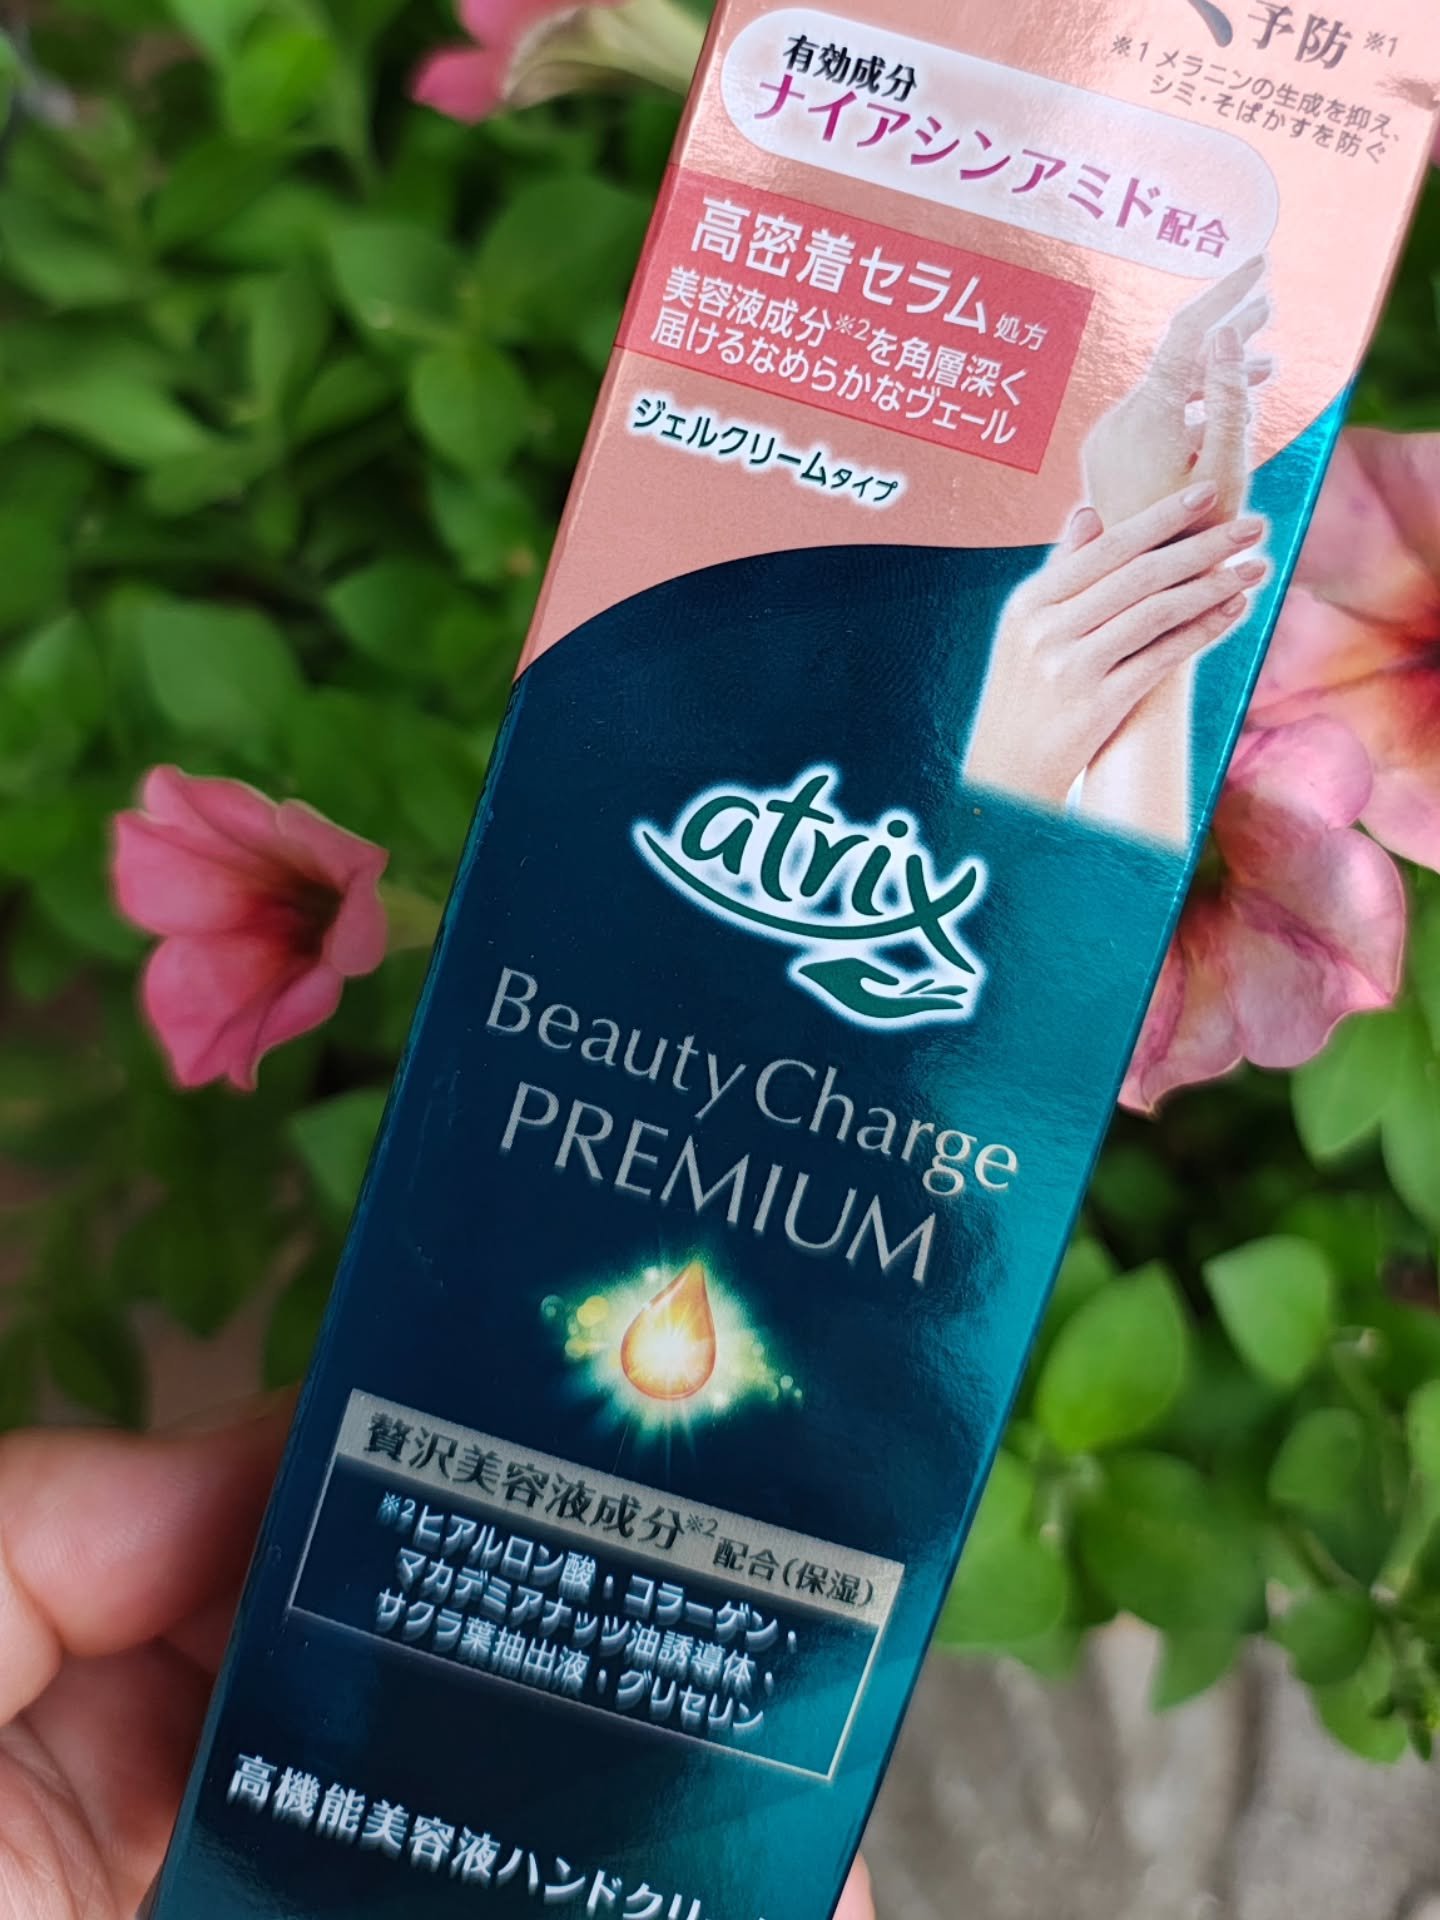 予防※1
※1 メラニンの生成を抑え、
シミ・そばかすを防ぐ
有効成分
ナイアシンアミド配合
高密着セラム処方
美容液成分※2を角層深く
届けるなめらかなヴェール
ジェルクリームタイプ
atrix
Beauty Charge
PREMIUM
贅沢美容液成分※2配合(保湿)
※2ヒアルロン酸・コラーゲン・
マカデミアナッツ油誘導体・
サクラ葉抽出液・グリセリン
高機能美容液ハンドクリ